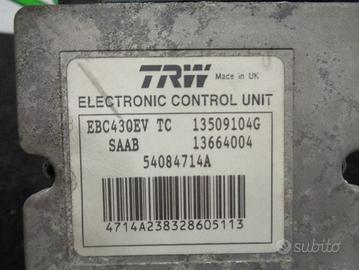 TRW Made in UK
ELECTRONIC CONTROL UNIT
EBC430EV TC 13509104G
SAAB 13664004
54084714A
4714A238328605113
subito